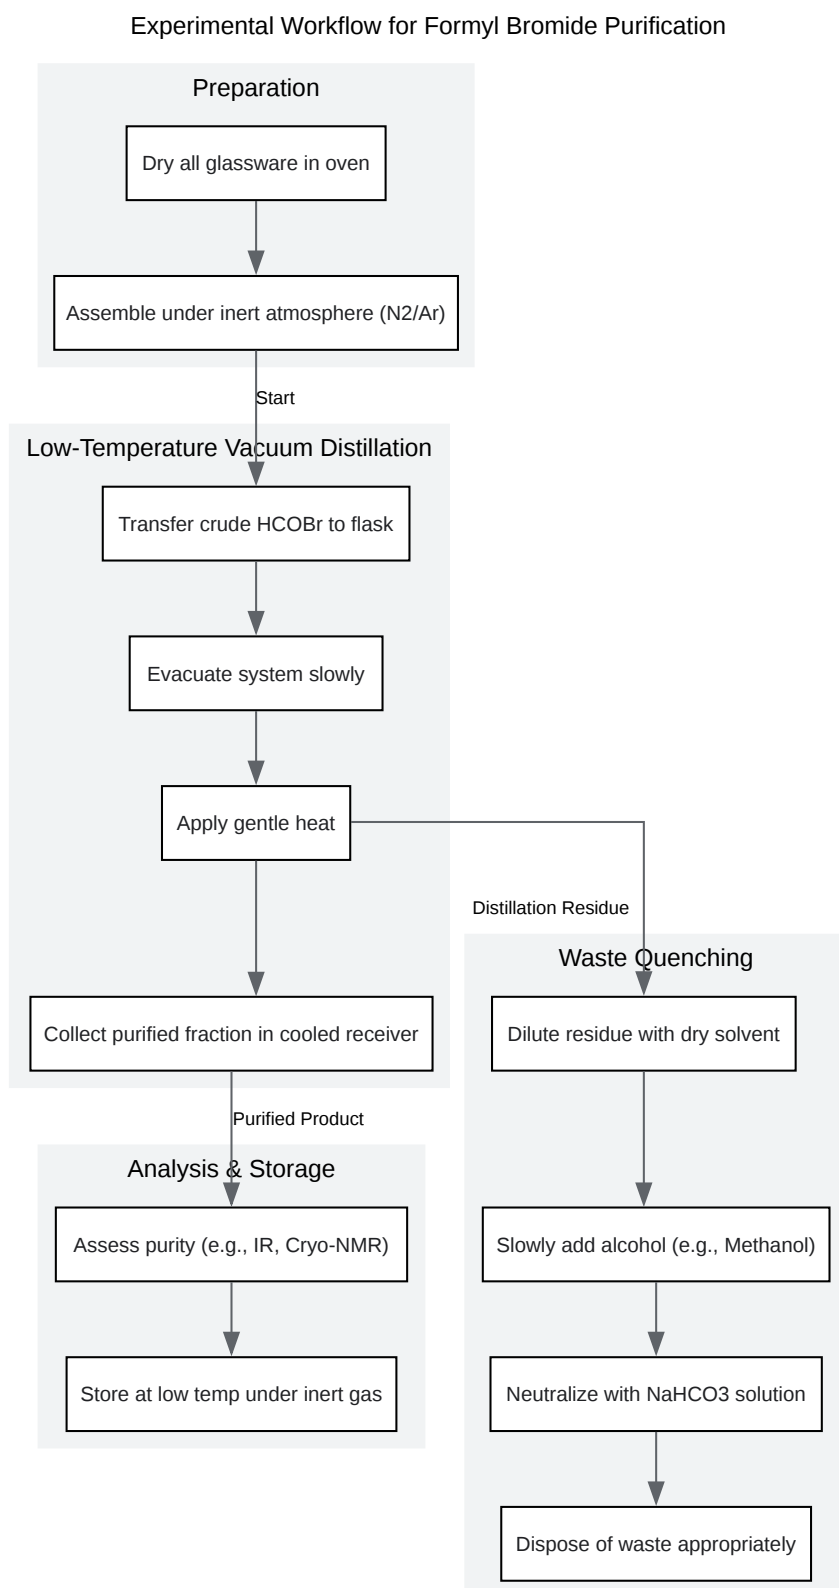 Experimental Workflow for Formyl Bromide Purification
Preparation
Dry all glassware in oven
Assemble under inert atmosphere (N2/Ar)
Start
Low-Temperature Vacuum Distillation
Transfer crude HCOBr to flask
Evacuate system slowly
Apply gentle heat
Distillation Residue
Collect purified fraction in cooled receiver
Purified Product
Analysis & Storage
Assess purity (e.g., IR, Cryo-NMR)
Store at low temp under inert gas
Waste Quenching
Dilute residue with dry solvent
Slowly add alcohol (e.g., Methanol)
Neutralize with NaHCO3 solution
Dispose of waste appropriately